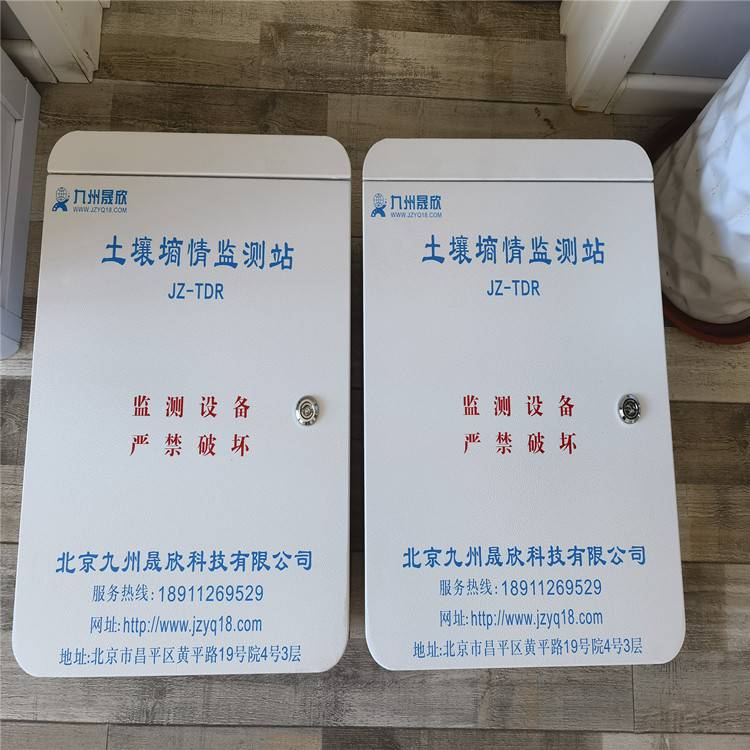 九州晟欣
WWW.JZYQ18.COM
土壤墒情监测站
JZ-TDR
监测设备
严禁破坏
北京九州晟欣科技有限公司
服务热线:18911269529
网址:http://www.jzyq18.com
地址:北京市昌平区黄平路19号院4号3层
九州晟欣
WWW.JZYQ18.COM
土壤墒情监测站
JZ-TDR
监测设备
严禁破坏
北京九州晟欣科技有限公司
服务热线:18911269529
网址:http://www.jzyq18.com
地址:北京市昌平区黄平路19号院4号3层